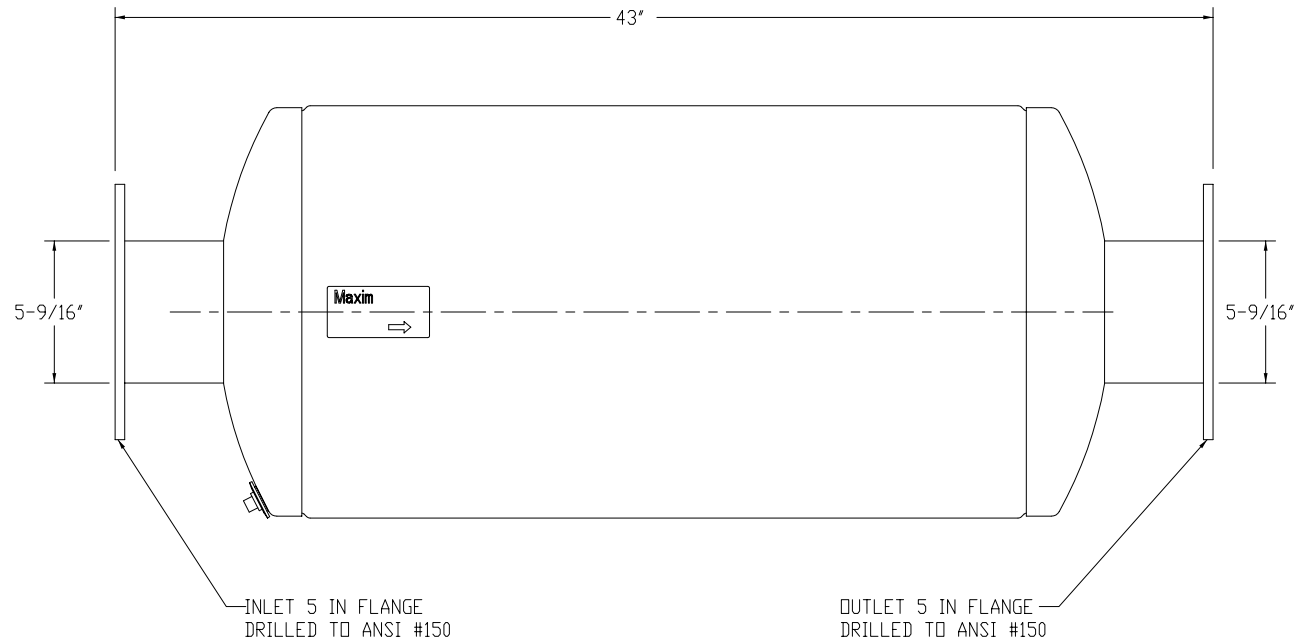 43"
Maxim
5-9/16"
5-9/16"
INLET 5 IN FLANGE
DRILLED TO ANSI #150
OUTLET 5 IN FLANGE
DRILLED TO ANSI #150